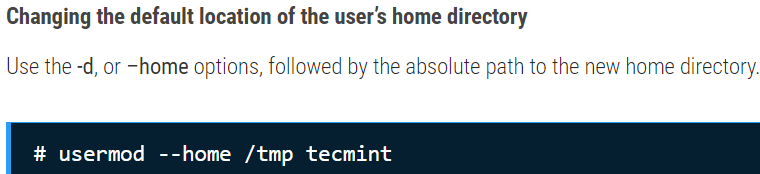 Changing the default location of the user’s home directory
Use the -d, or –home options, followed by the absolute path to the new home directory.
# usermod --home /tmp tecmint